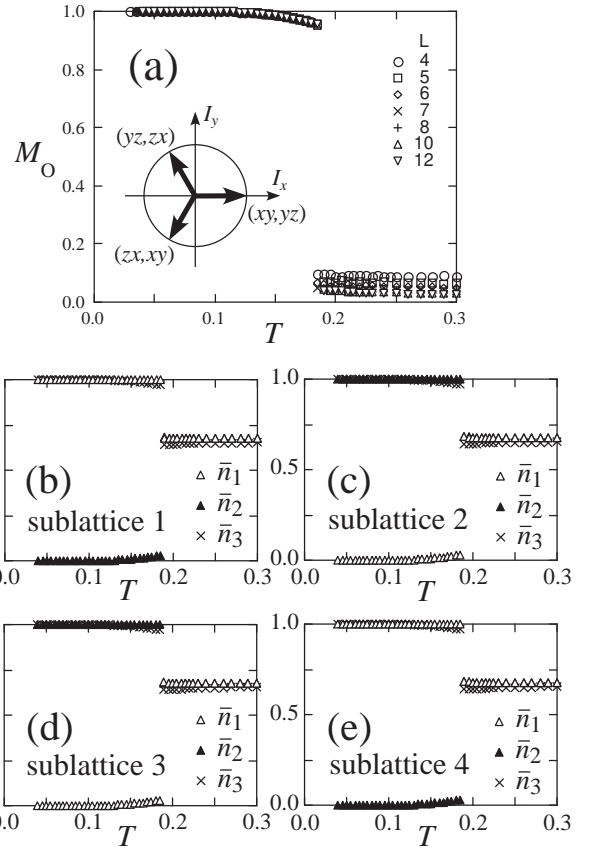 1.0
0.8
0.6
0.4
0.2
0.0
M_O
(a)
L
4
5
6
7
8
10
12
I_y
(yz,zx)
I_x
(xy,yz)
(zx,xy)
0.0 0.1 0.2 0.3
T
(b)
sublattice 1
n̄_1
n̄_2
n̄_3
0.0 0.1 0.2 0.3
T
1.0
0.5
0.0
(c)
sublattice 2
n̄_1
n̄_2
n̄_3
0.0 0.1 0.2 0.3
T
(d)
sublattice 3
n̄_1
n̄_2
n̄_3
0.0 0.1 0.2 0.3
T
1.0
0.5
0.0
(e)
sublattice 4
n̄_1
n̄_2
n̄_3
0.0 0.1 0.2 0.3
T